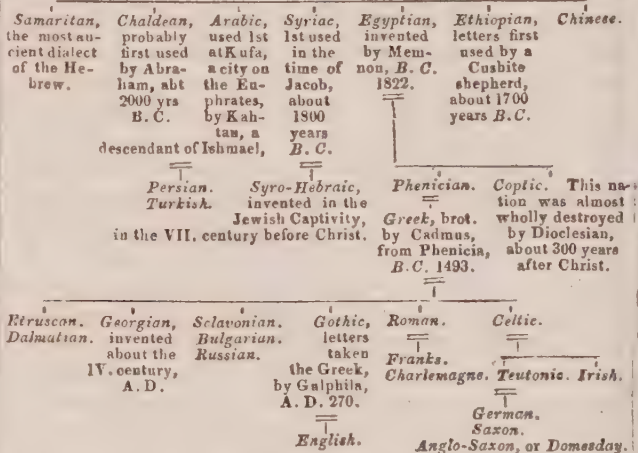 Samaritan,
the most an-
cient dialect
of the He-
brew.
Chaldean,
probably
first used
by Abra-
ham, abt
2000 yrs
B. C.
Arabic,
used 1st
at Kufa,
a city on
the Eu-
phrates,
by Kah-
tan, a
descendant of Ishmael,
Syriac,
1st used
in the
time of
Jacob,
about
1800
years
B. C.
Egyptian,
invented
by Mem-
non, B. C.
1822.
Ethiopian,
letters first
used by a
Cushite
shepherd,
about 1700
years B. C.
Chinese.
Persian.
Turkish.
Syro-Hebraic,
invented in the
Jewish Captivity,
in the VII. century before Christ.
Phenician.
Greek, brot.
by Cadmus,
from Phenicia,
B. C. 1493.
Coptic. This na-
tion was almost
wholly destroyed
by Dioclesian,
about 300 years
after Christ.
Etruscan.
Dalmatian.
Georgian,
invented
about the
IV. century,
A. D.
Sclavonian.
Bulgarian.
Russian.
Gothic,
letters
taken
the Greek,
by Galphila,
A. D. 270.
English.
Roman.
Franks.
Charlemagne.
Celtic.
Teutonic. Irish.
German.
Saxon.
Anglo-Saxon, or Domesday.